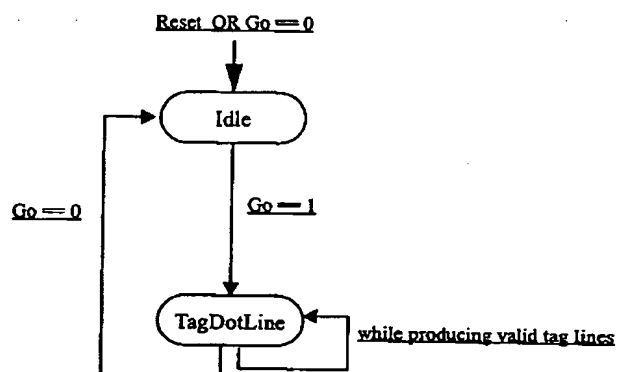 Reset OR Go == 0
Idle
Go == 0
Go == 1
TagDotLine
while producing valid tag lines